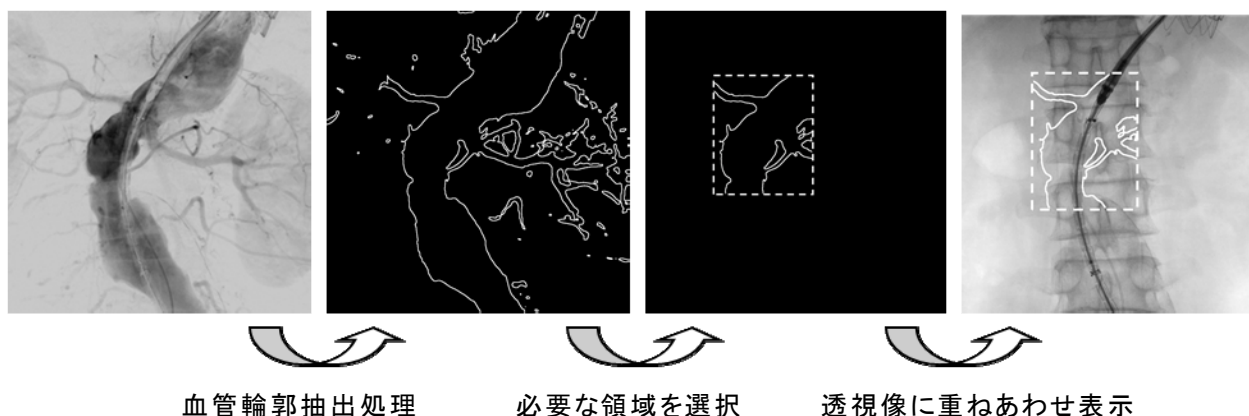 血管輪郭抽出処理
必要な領域を選択
透視像に重ねあわせ表示